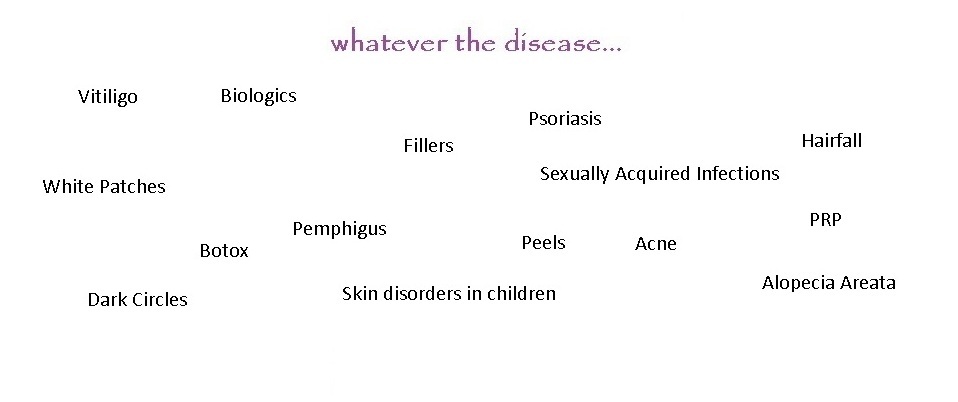 whatever the disease...
Vitiligo
Biologics
Psoriasis
Hairfall
Fillers
Sexually Acquired Infections
White Patches
PRP
Pemphigus
Peels
Acne
Botox
Alopecia Areata
Skin disorders in children
Dark Circles